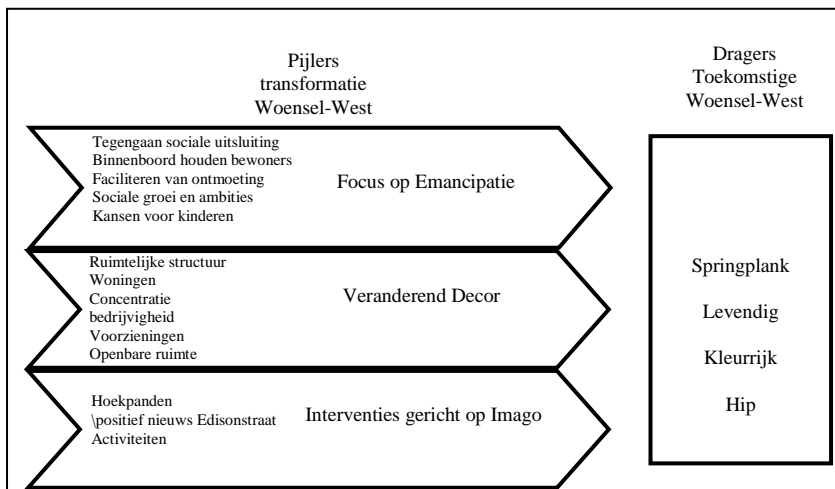 Pijlers
transformatie
Woensel-West
Dragers
Toekomstige
Woensel-West
Tegengaan sociale uitsluiting
Binnenboord houden bewoners
Faciliteren van ontmoeting
Sociale groei en ambities
Kansen voor kinderen
Focus op Emancipatie
Ruimtelijke structuur
Woningen
Concentratie
bedrijvigheid
Voorzieningen
Openbare ruimte
Veranderend Decor
Hoekpanden
\positief nieuws Edisonstraat
Activiteiten
Interventies gericht op Imago
Springplank
Levendig
Kleurrijk
Hip